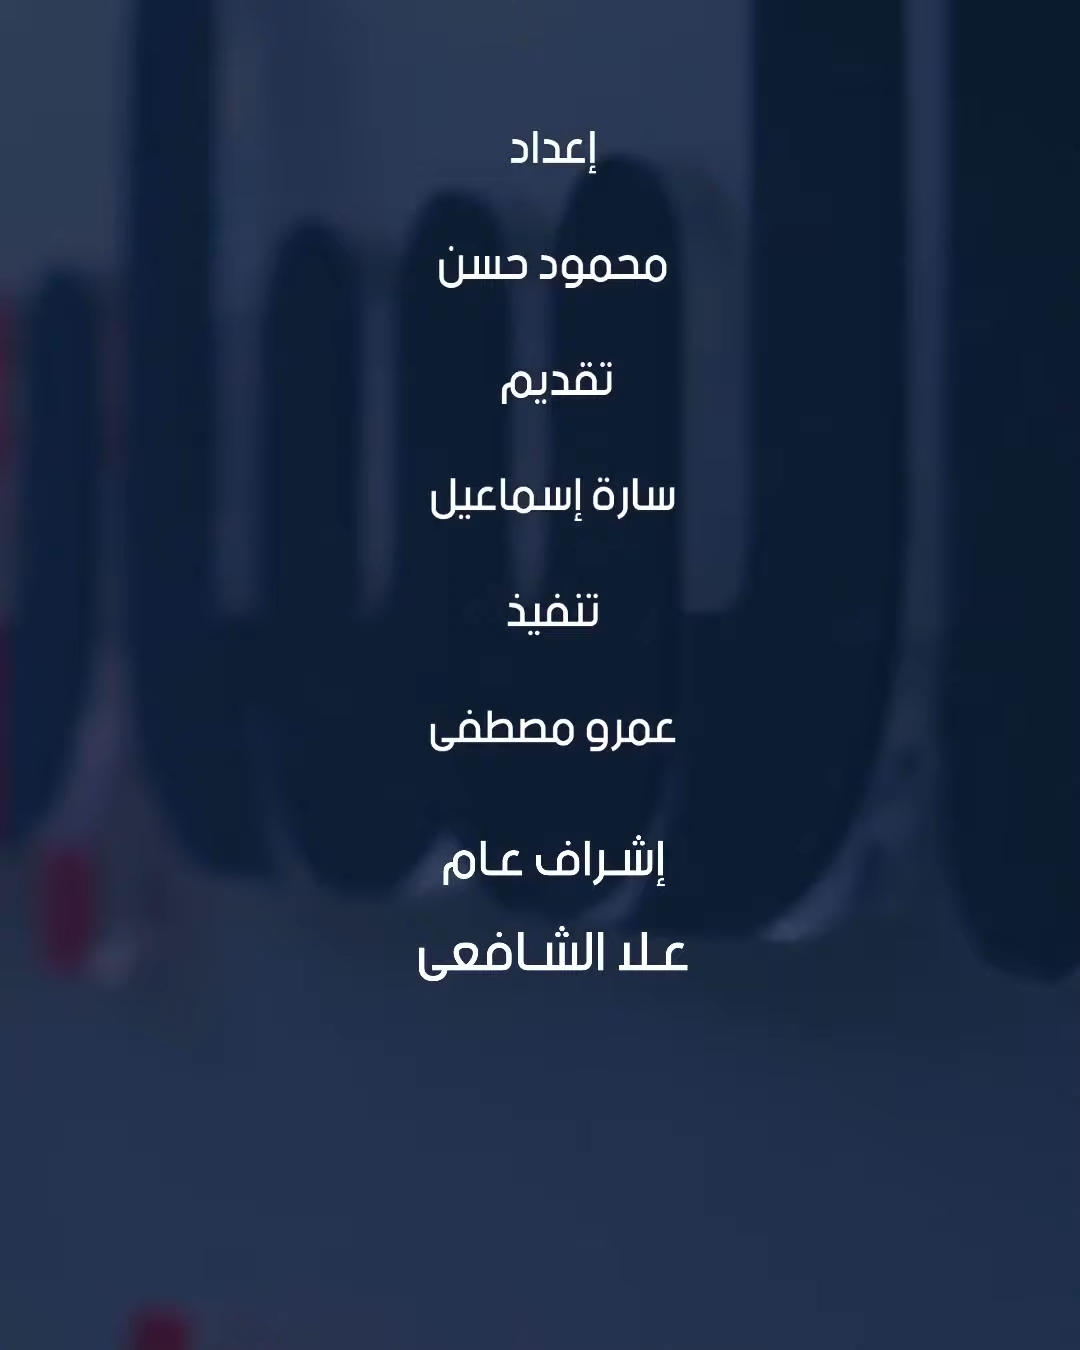 إعداد
محمود حسن
تقديم
سارة إسماعيل
تنفيذ
عمرو مصطفى
إشراف عام
علا الشافعى